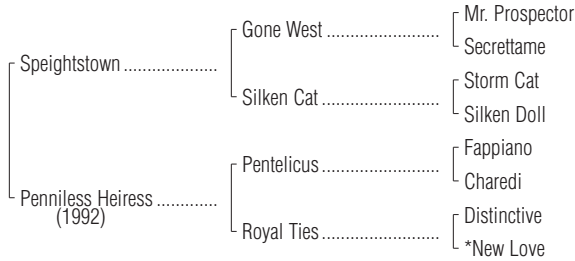 Mr. Prospector
Gone West ........................
Secrettame
Speightstown ....................
Storm Cat
Silken Cat .........................
Silken Doll
Fappiano
Pentelicus .........................
Charedi
Penniless Heiress .............
(1992)
Distinctive
Royal Ties .........................
*New Love